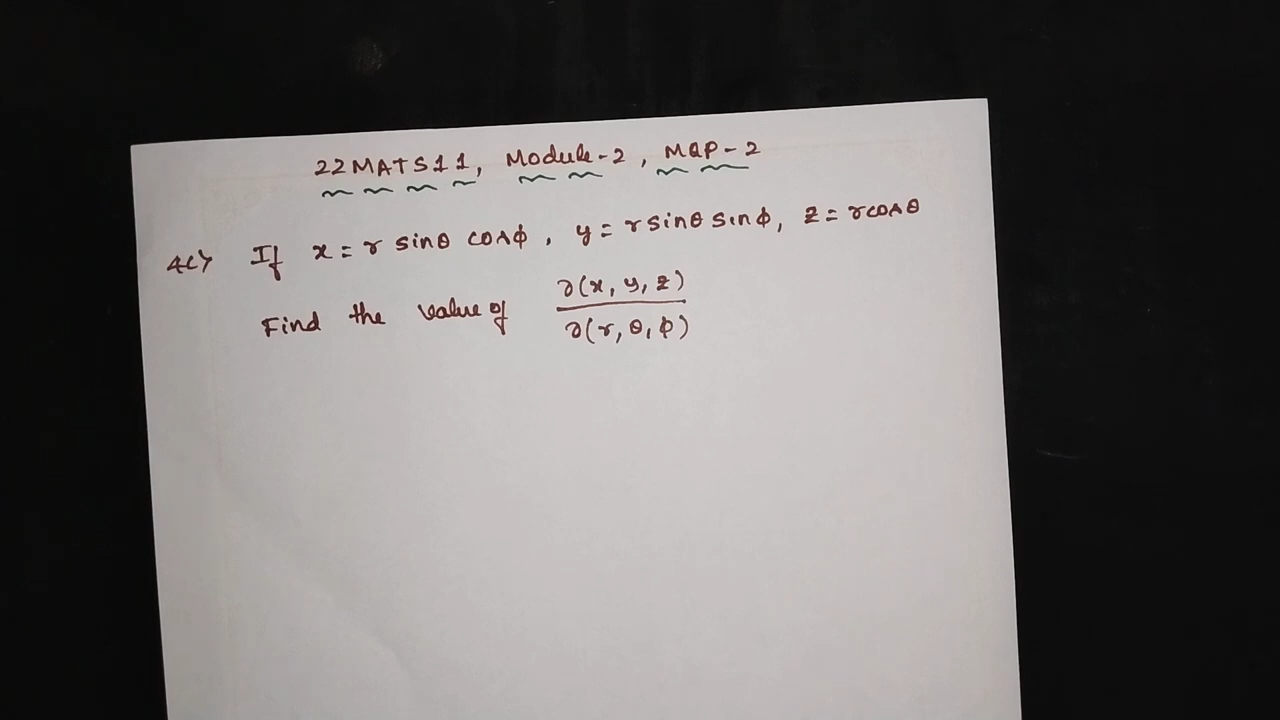 22MATS11, Module-2, MQP-2
4c> If x = r sinθ cosϕ, y = r sinθ sinϕ, z = r cosθ
Find the value of ∂(x, y, z)
∂(r, θ, ϕ)